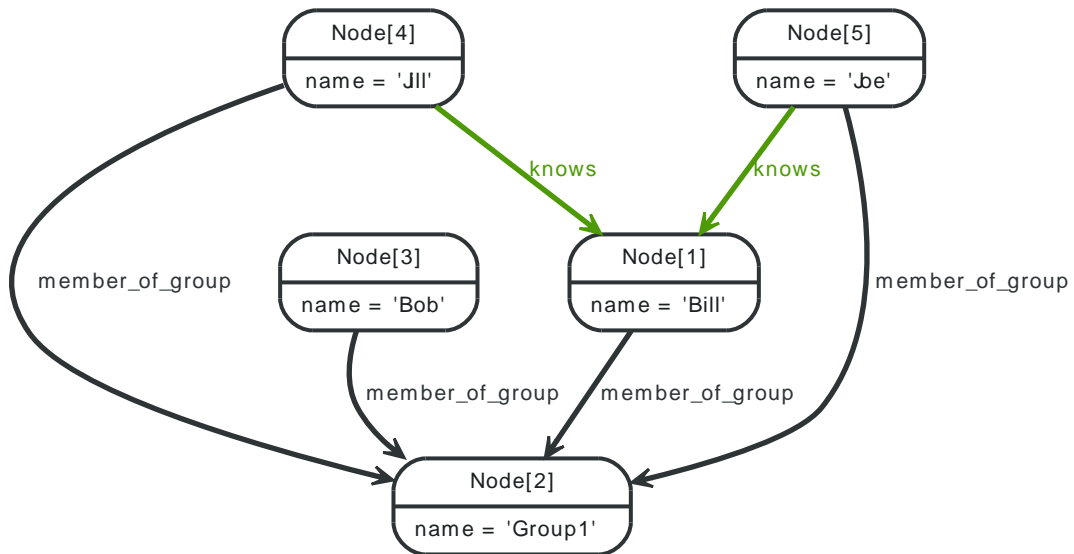 Node[4]
name = 'Jill'
Node[5]
name = 'Joe'
knows
knows
Node[3]
name = 'Bob'
Node[1]
name = 'Bill'
member_of_group
member_of_group
member_of_group
member_of_group
Node[2]
name = 'Group1'